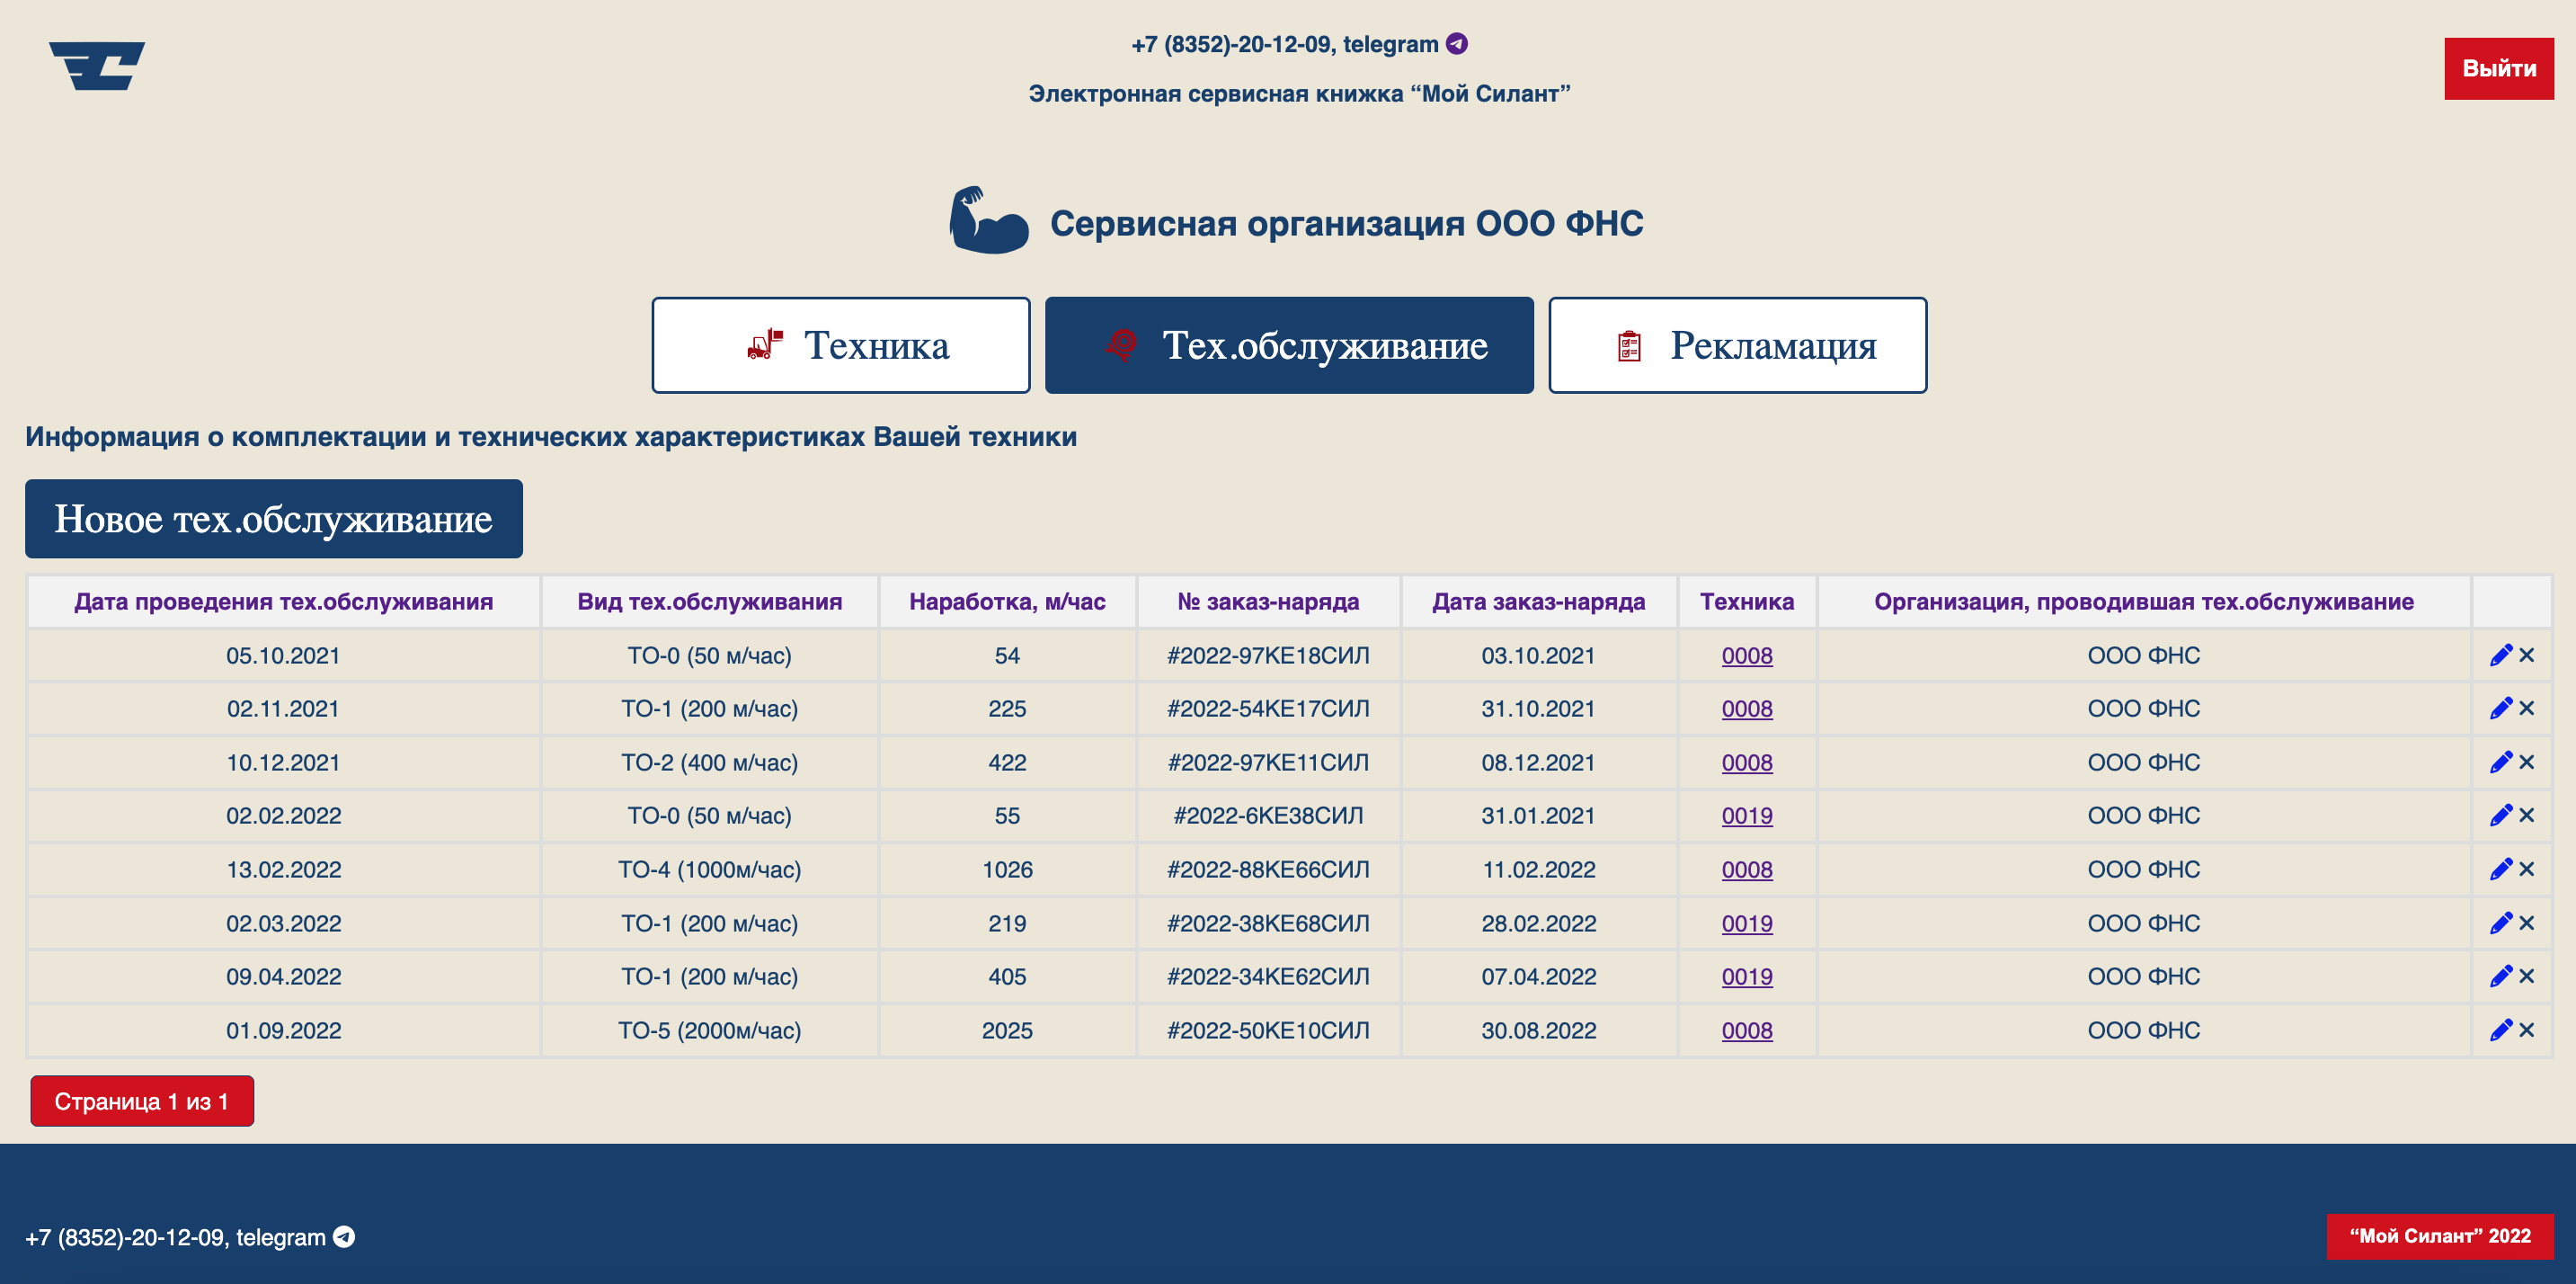 +7 (8352)-20-12-09, telegram
Электронная сервисная книжка “Мой Силант”
Выйти
Сервисная организация ООО ФНС
Техника
Тех.обслуживание
Рекламация
Информация о комплектации и технических характеристиках Вашей техники
Новое тех.обслуживание
Дата проведения тех.обслуживания Вид тех.обслуживания Наработка, м/час № заказ-наряда Дата заказ-наряда Техника Организация, проводившая тех.обслуживание
05.10.2021 ТО-0 (50 м/час) 54 #2022-97КЕ18СИЛ 03.10.2021 0008 ООО ФНС
02.11.2021 ТО-1 (200 м/час) 225 #2022-54КЕ17СИЛ 31.10.2021 0008 ООО ФНС
10.12.2021 ТО-2 (400 м/час) 422 #2022-97КЕ11СИЛ 08.12.2021 0008 ООО ФНС
02.02.2022 ТО-0 (50 м/час) 55 #2022-6КЕ38СИЛ 31.01.2021 0019 ООО ФНС
13.02.2022 ТО-4 (1000м/час) 1026 #2022-88КЕ66СИЛ 11.02.2022 0008 ООО ФНС
02.03.2022 ТО-1 (200 м/час) 219 #2022-38КЕ68СИЛ 28.02.2022 0019 ООО ФНС
09.04.2022 ТО-1 (200 м/час) 405 #2022-34КЕ62СИЛ 07.04.2022 0019 ООО ФНС
01.09.2022 ТО-5 (2000м/час) 2025 #2022-50КЕ10СИЛ 30.08.2022 0008 ООО ФНС
Страница 1 из 1
+7 (8352)-20-12-09, telegram
“Мой Силант” 2022